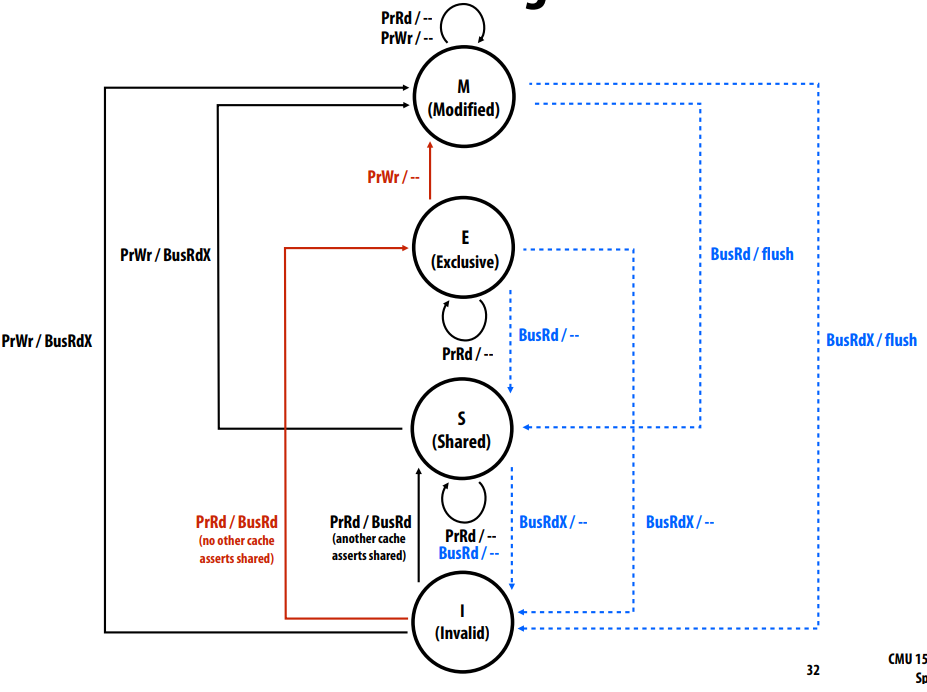 PrRd / --
PrWr / --
M
(Modified)
PrWr / --
E
(Exclusive)
PrWr / BusRdX
BusRd / flush
PrWr / BusRdX
BusRdX / flush
BusRd / --
PrRd / --
S
(Shared)
PrRd / BusRd
(no other cache
asserts shared)
PrRd / BusRd
(another cache
asserts shared)
PrRd / --
BusRd / --
BusRdX / --
BusRdX / --
I
(Invalid)
32
CMU 15
Sp